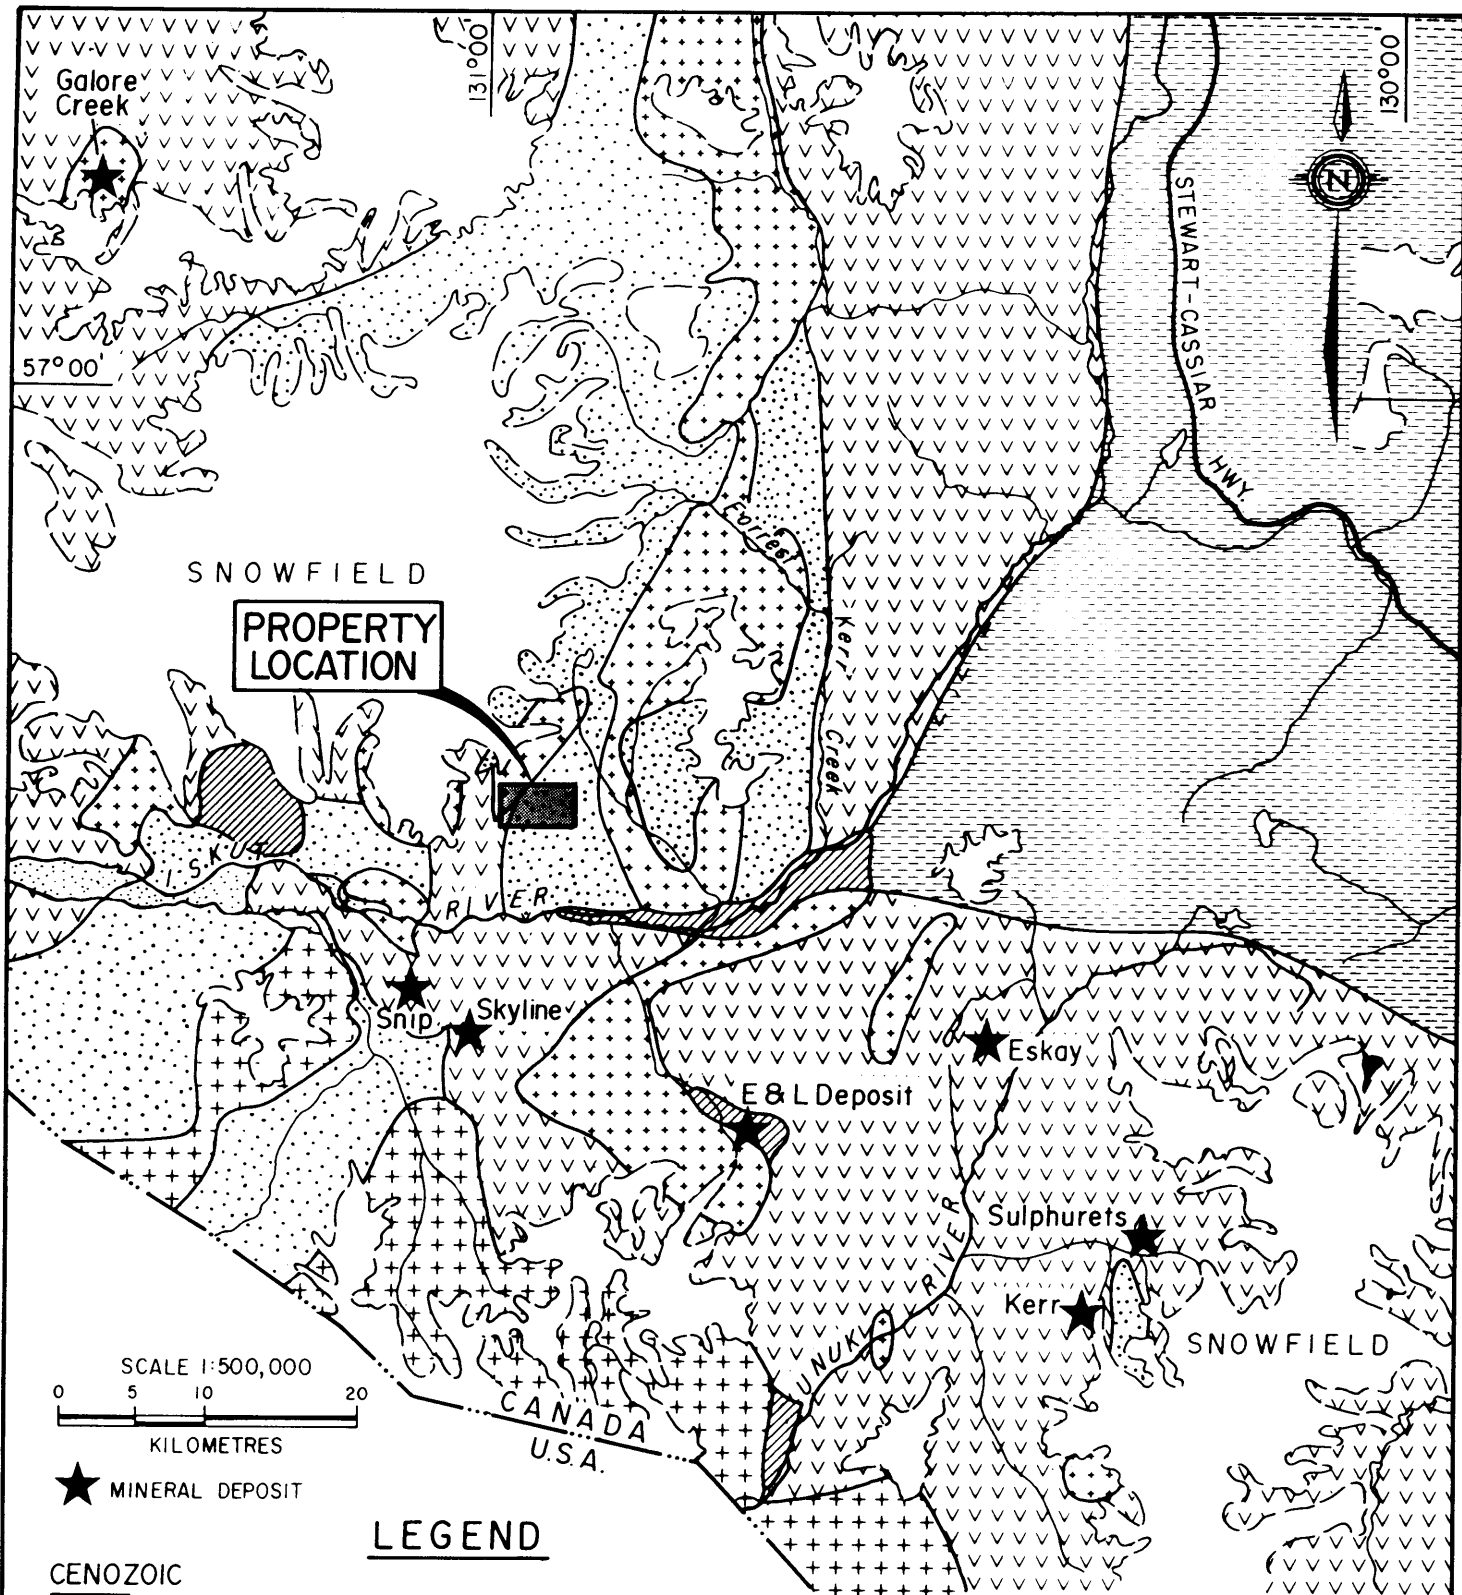 131°00'
130°00'
Galore
Creek
N
STEWART-CASSIAR
HWY
57°00'
Forrest
SNOWFIELD
PROPERTY
LOCATION
Kerr
Creek
ISKUT
RIVER
Snip
Skyline
Eskay
E & L Deposit
Sulphurets
RIVER
Kerr
SNOWFIELD
UNUK
SCALE 1:500,000
0 5 10 20
KILOMETRES
CANADA
U.S.A.
MINERAL DEPOSIT
LEGEND
CENOZOIC